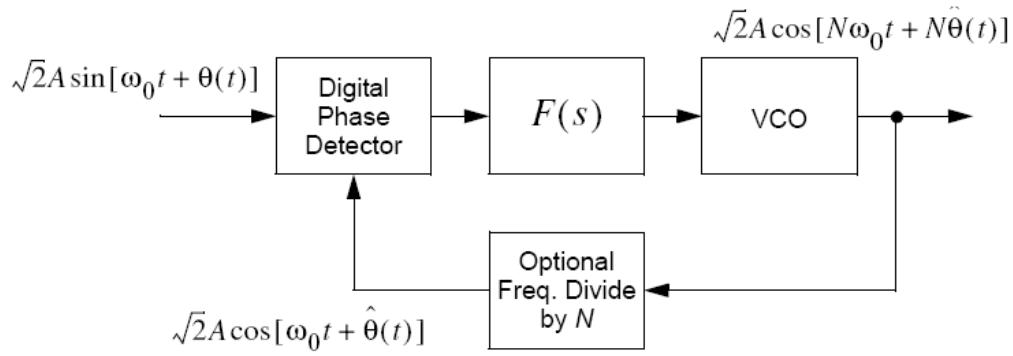 √2A sin[ω₀t + θ(t)]
Digital
Phase
Detector
F(s)
VCO
√2A cos[Nω₀t + Nθ̂(t)]
Optional
Freq. Divide
by N
√2A cos[ω₀t + θ̂(t)]